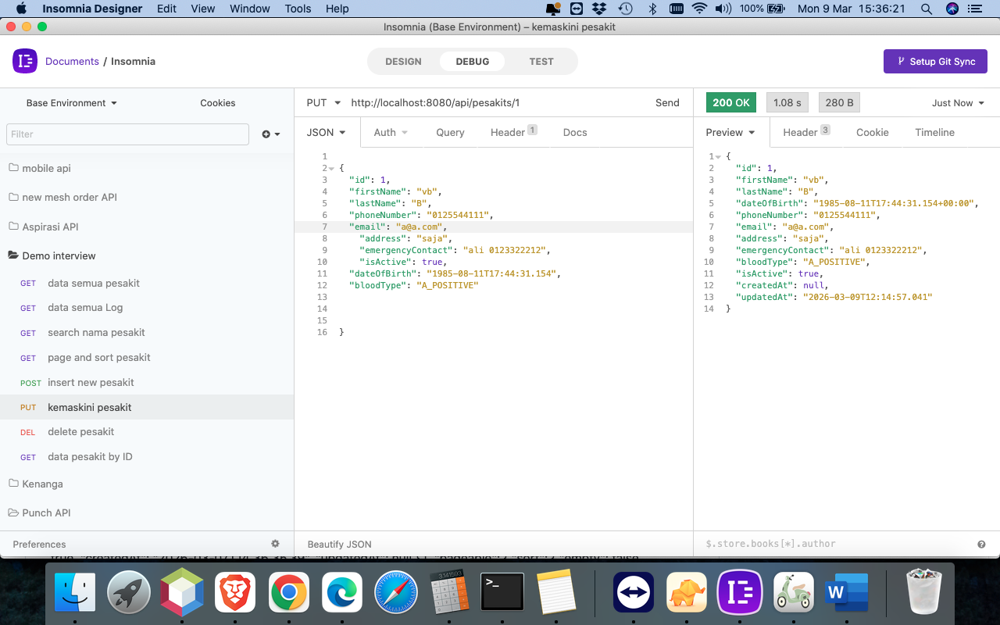 Insomnia Designer Edit View Window Tools Help 100% Mon 9 Mar 15:36:21
Insomnia (Base Environment) – kemaskini pesakit
Documents / Insomnia
DESIGN DEBUG TEST
Setup Git Sync
Base Environment Cookies
Filter
mobile api
new mesh order API
Aspirasi API
Demo interview
GET data semua pesakit
GET data semua Log
GET search nama pesakit
GET page and sort pesakit
POST insert new pesakit
PUT kemaskini pesakit
DEL delete pesakit
GET data pesakit by ID
Kenanga
Punch API
Preferences
PUT http://localhost:8080/api/pesakits/1 Send
JSON Auth Query Header 1 Docs
1
2 {
3 "id": 1,
4 "firstName": "vb",
5 "lastName": "B",
6 "phoneNumber": "0125544111",
7 "email": "a@a.com",
8 "address": "saja",
9 "emergencyContact": "ali 0123322212",
10 "isActive": true,
11 "dateOfBirth": "1985-08-11T17:44:31.154",
12 "bloodType": "A_POSITIVE"
13
14
15
16 }
Beautify JSON
200 OK 1.08 s 280 B Just Now
Preview Header 3 Cookie Timeline
1 {
2 "id": 1,
3 "firstName": "vb",
4 "lastName": "B",
5 "dateOfBirth": "1985-08-11T17:44:31.154+00:00",
6 "phoneNumber": "0125544111",
7 "email": "a@a.com",
8 "address": "saja",
9 "emergencyContact": "ali 0123322212",
10 "bloodType": "A_POSITIVE",
11 "isActive": true,
12 "createdAt": null,
13 "updatedAt": "2026-03-09T12:14:57.041"
14 }
$.store.books[*].author
3.141593
>_
W